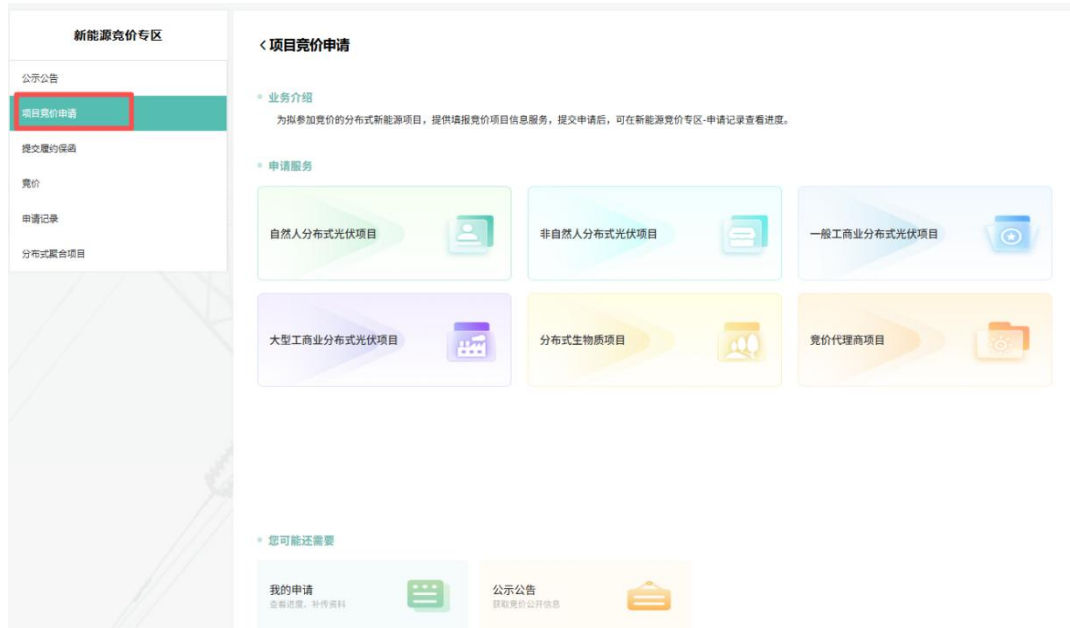 新能源竞价专区
公示公告
项目竞价申请
提交履约保函
竞价
申请记录
分布式聚合项目
<项目竞价申请
业务介绍
为拟参加竞价的分布式新能源项目，提供填报竞价项目信息服务，提交申请后，可在新能源竞价专区-申请记录查看进度。
申请服务
自然人分布式光伏项目
非自然人分布式光伏项目
一般工商业分布式光伏项目
大型工商业分布式光伏项目
分布式生物质项目
竞价代理商项目
您可能还需要
我的申请
查看进度、补传资料
公示公告
获取竞价公开信息